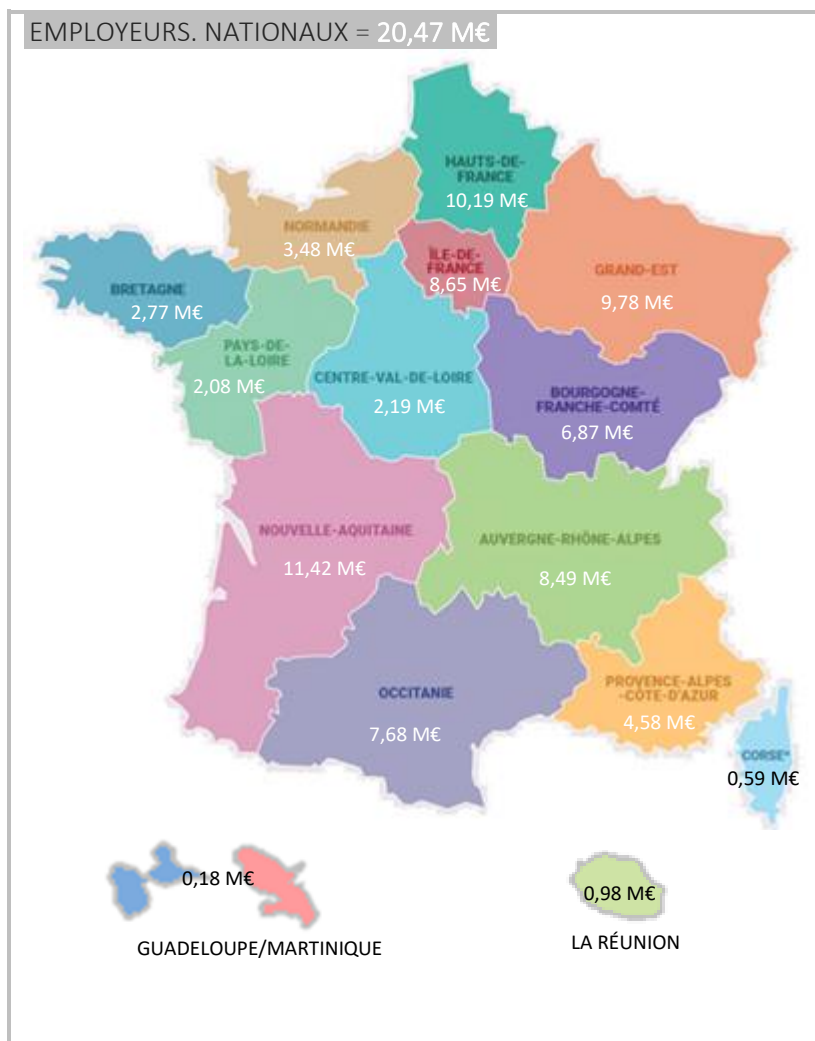 EMPLOYEURS. NATIONAUX = 20,47 M€
HAUTS-DE-
FRANCE
10,19 M€
NORMANDIE
3,48 M€
ÎLE-DE-
FRANCE
8,65 M€
GRAND-EST
9,78 M€
BRETAGNE
2,77 M€
PAYS-DE-
LA-LOIRE
2,08 M€
CENTRE-VAL-DE-LOIRE
2,19 M€
BOURGOGNE-
FRANCHE-COMTÉ
6,87 M€
NOUVELLE-AQUITAINE
11,42 M€
AUVERGNE-RHÔNE-ALPES
8,49 M€
OCCITANIE
7,68 M€
PROVENCE-ALPES
-CÔTE-D'AZUR
4,58 M€
CORSE*
0,59 M€
0,18 M€
GUADELOUPE/MARTINIQUE
0,98 M€
LA RÉUNION